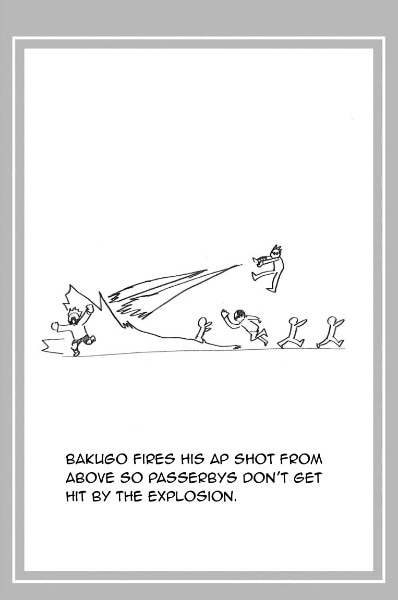 BAKUGO FIRES HIS AP SHOT FROM
ABOVE SO PASSERBYS DON'T GET
HIT BY THE EXPLOSION.